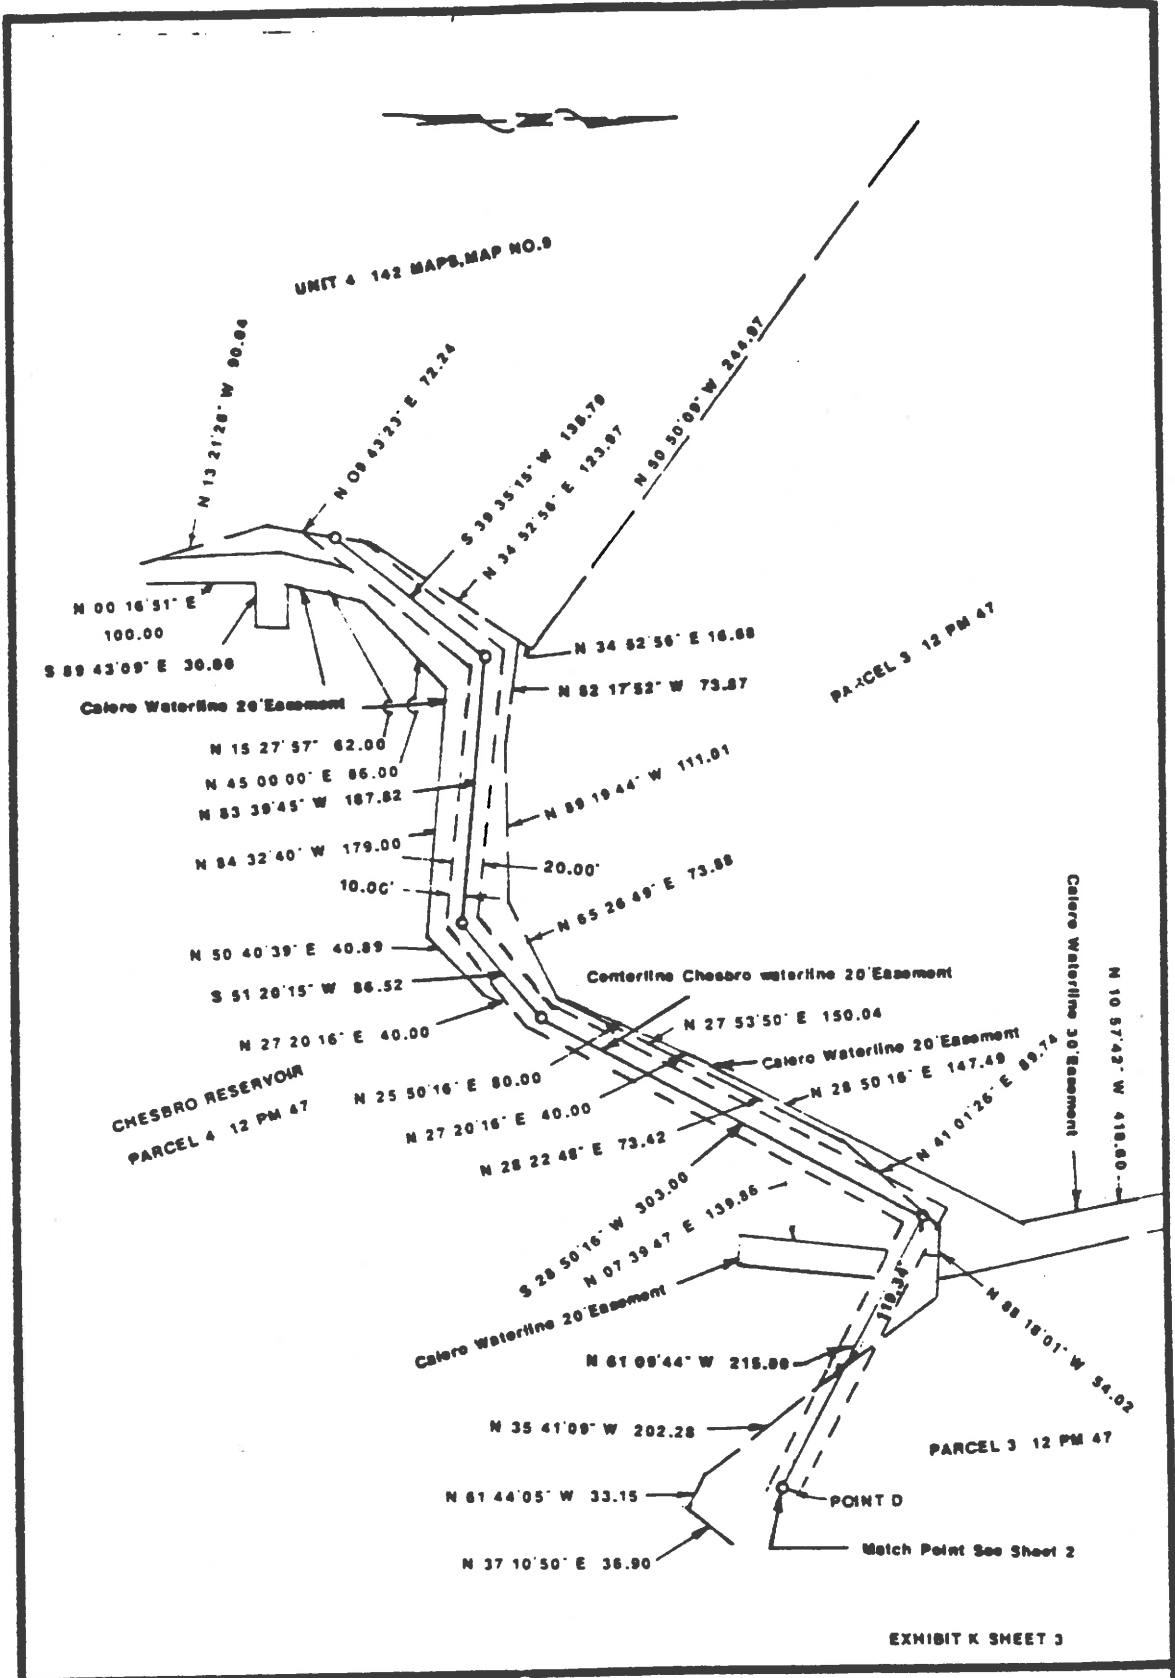 UNIT 4 142 MAPS,MAP NO.9
N 13 21'26" W 90.84
N 09 43'23" E 72.24
S 39 35'15" W 136.79
N 34 52'56" E 123.97
N 50 50'09" W 244.97
N 00 16'51" E
100.00
S 89 43'09" E 30.86
N 34 52'56" E 16.68
N 82 17'52" W 73.87
PARCEL 3 12 PM 47
Calero Waterline 20'Easement
N 15 27'57" 62.00
N 45 00'00" E 86.00
N 83 39'45" W 187.82
N 89 19'44" W 111.01
N 84 32'40" W 179.00
20.00'
10.00'
N 65 26'49" E 73.88
N 50 40'39" E 40.89
S 51 20'15" W 86.52
Centerline Chesbro waterline 20'Easement
N 27 20'16" E 40.00
N 27 53'50" E 150.04
Calero Waterline 20'Easement
Calero Waterline 30'Easement
N 10 57'42" W 418.60
CHESBRO RESERVOIR
PARCEL 4 12 PM 47
N 25 50'16" E 80.00
N 28 50'16" E 147.49
N 27 20'16" E 40.00
N 41 01'26" E 89.74
N 28 22'48" E 73.42
S 28 50'16" W 303.00
N 07 39'47 E 139.86
Calero Waterline 20'Easement
119.34
N 88 18'01" W 54.02
N 61 09'44" W 215.00
N 35 41'09" W 202.28
PARCEL 3 12 PM 47
N 61 44'05" W 33.15
POINT D
N 37 10'50" E 36.90
Match Point See Sheet 2
EXHIBIT K SHEET 3